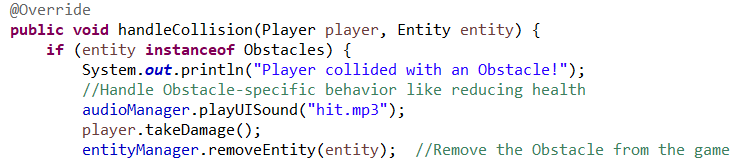 @Override
public void handleCollision(Player player, Entity entity) {
    if (entity instanceof Obstacles) {
        System.out.println("Player collided with an Obstacle!");
        //Handle Obstacle-specific behavior like reducing health
        audioManager.playUISound("hit.mp3");
        player.takeDamage();
        entityManager.removeEntity(entity);  //Remove the Obstacle from the game